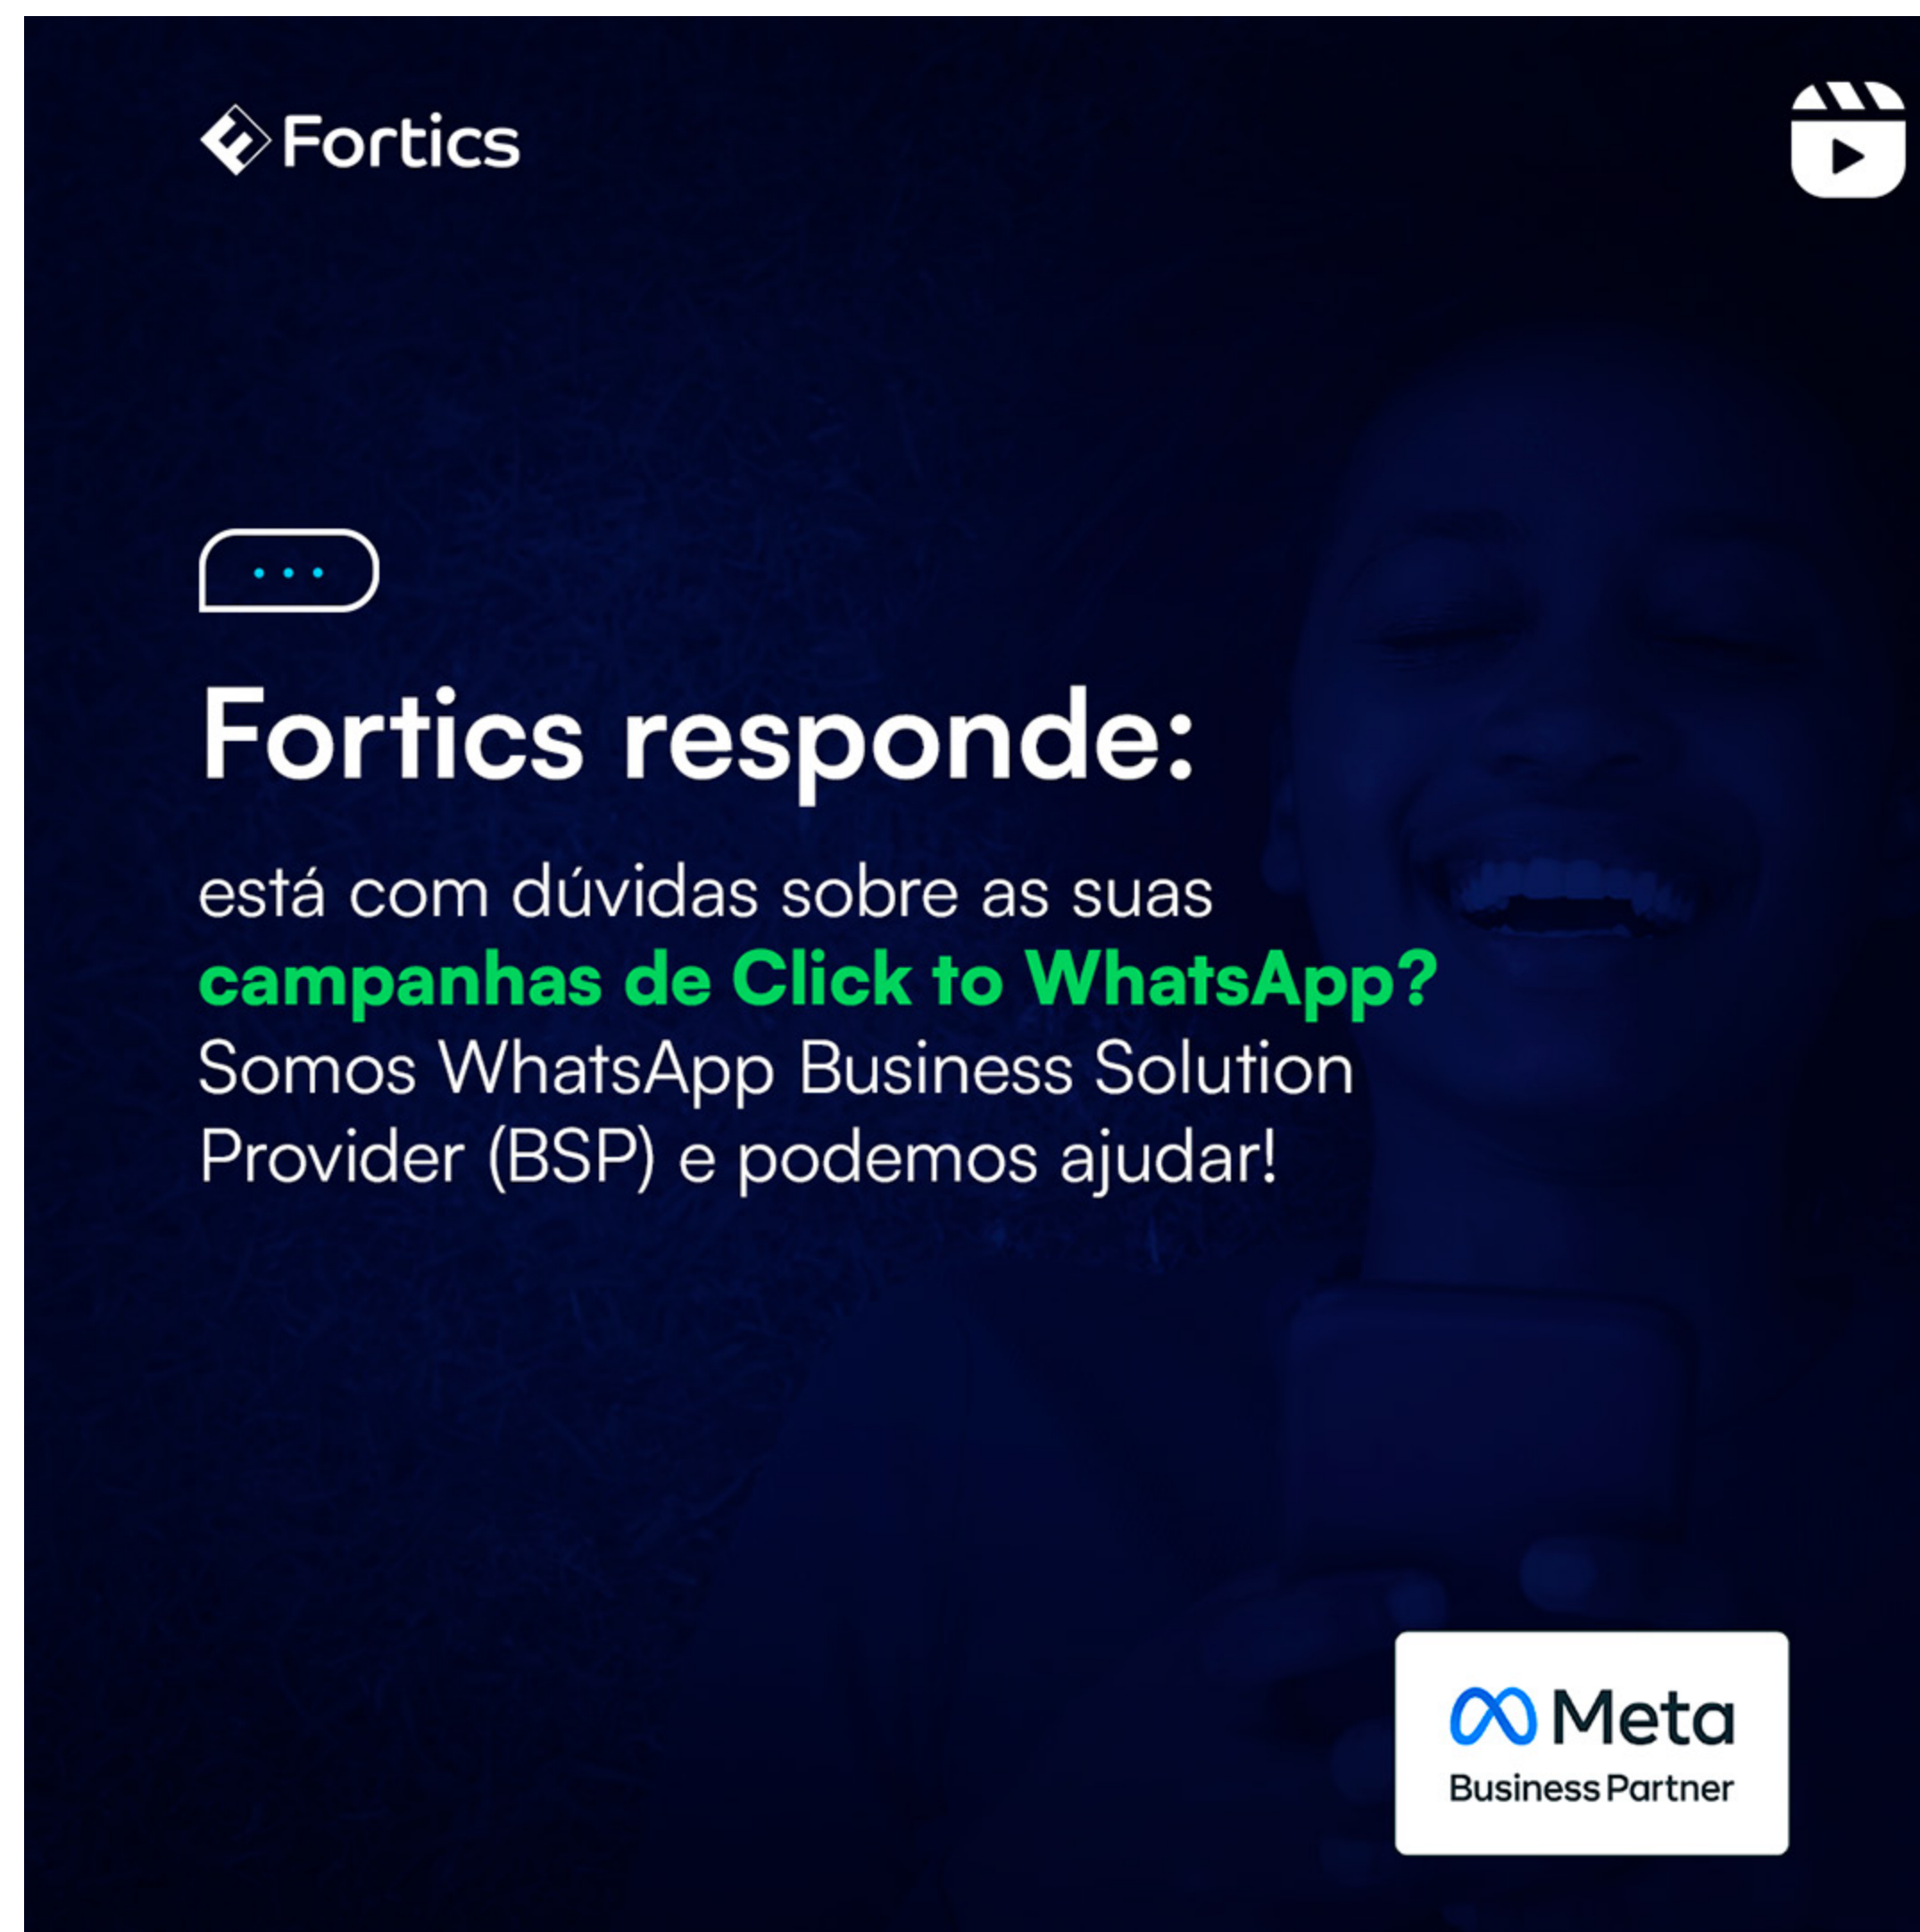 Fortics
Fortics responde:
está com dúvidas sobre as suas
campanhas de Click to WhatsApp?
Somos WhatsApp Business Solution
Provider (BSP) e podemos ajudar!
Meta
Business Partner